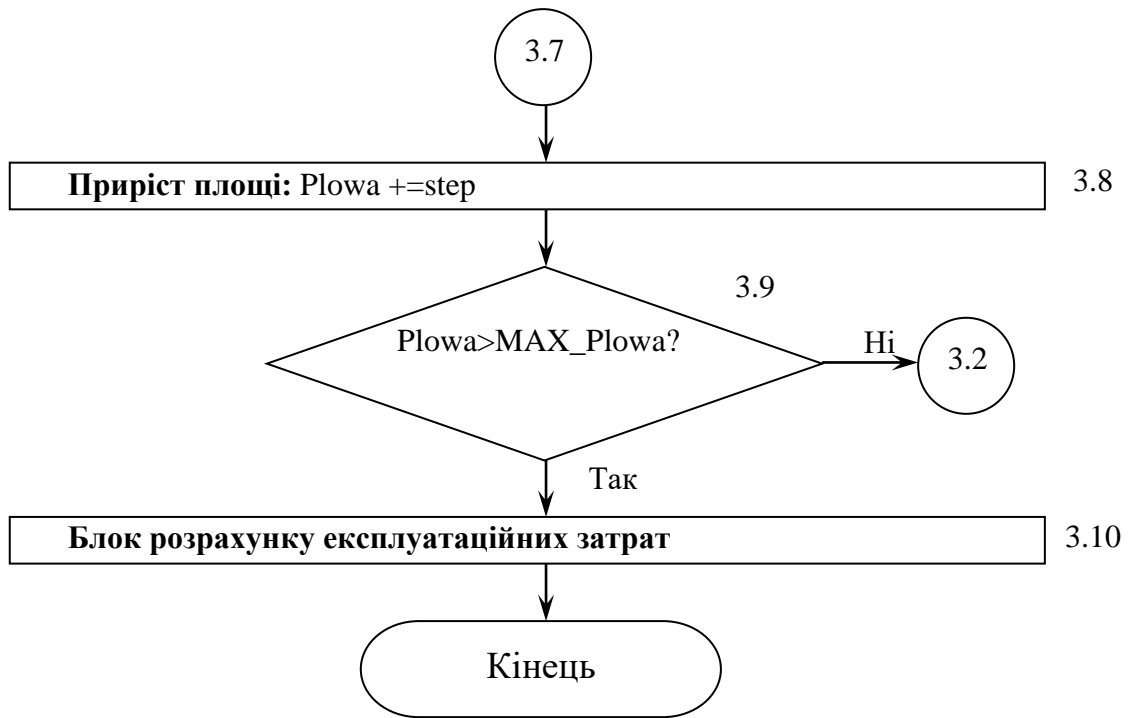 3.7
Приріст площі: Plowa +=step
3.8
3.9
Plowa>MAX_Plowa?
Ні
3.2
Так
Блок розрахунку експлуатаційних затрат
3.10
Кінець